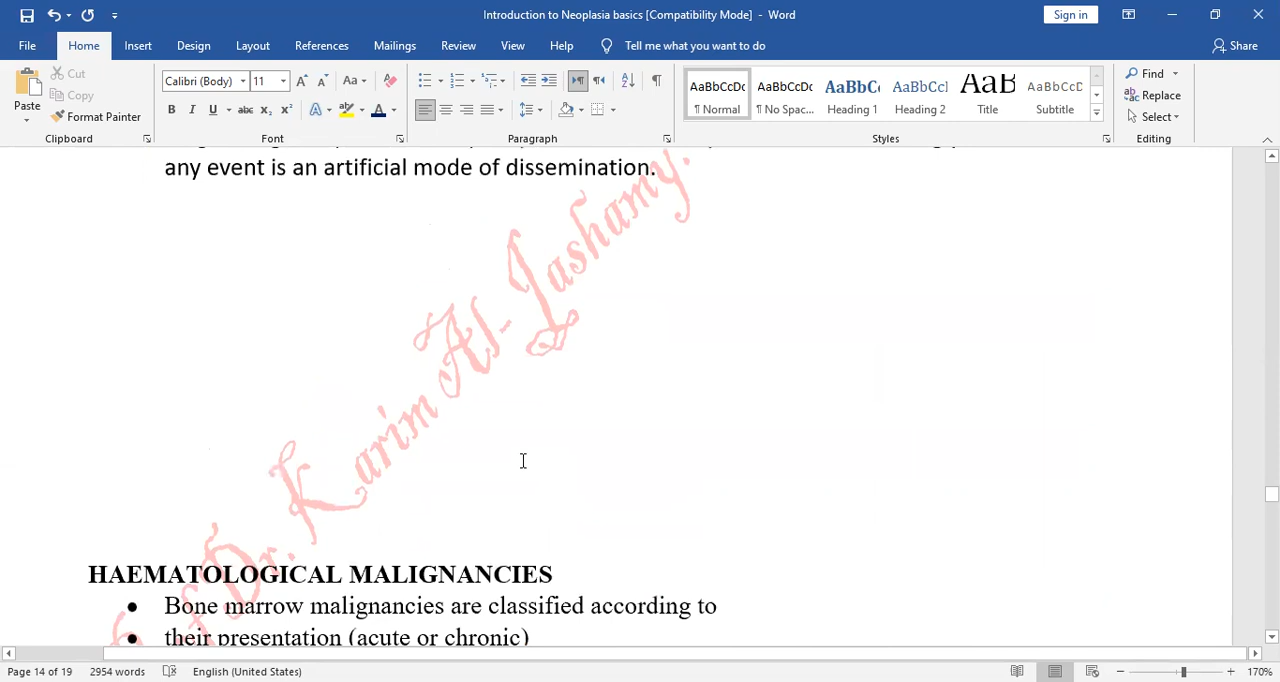 Introduction to Neoplasia basics [Compatibility Mode] - Word
Sign in
File Home Insert Design Layout References Mailings Review View Help Tell me what you want to do Share
Paste
Cut
Copy
Format Painter
Clipboard
Calibri (Body) 11
Font
Paragraph
AaBbCcDc AaBbCcDc AaBbC AaBbCcl AaB AaBbCcD
¶ Normal ¶ No Spac... Heading 1 Heading 2 Title Subtitle
Styles
Find
Replace
Select
Editing
any event is an artificial mode of dissemination.
of Dr. Karim Al-Jashamy.
HAEMATOLOGICAL MALIGNANCIES
• Bone marrow malignancies are classified according to
• their presentation (acute or chronic)
Page 14 of 19 2954 words English (United States) 170%